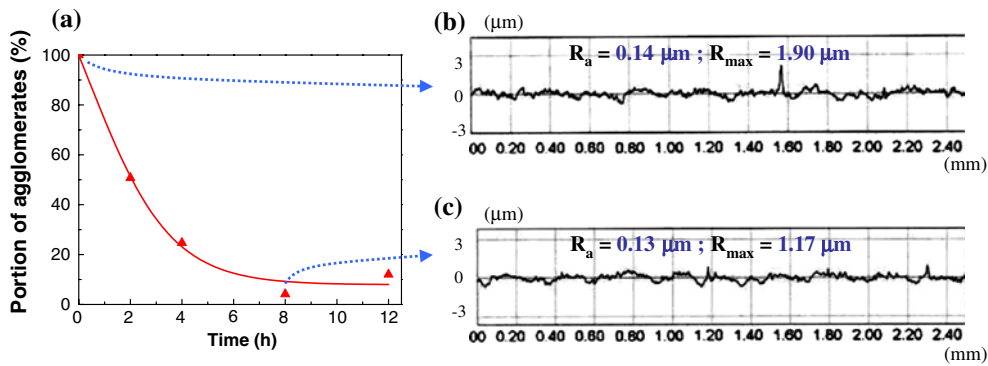 (a)
Portion of agglomerates (%)
100
80
60
40
20
0
0 2 4 6 8 10 12
Time (h)
(b)
(μm)
R_a = 0.14 μm ; R_max = 1.90 μm
3
0
-3
00 0.20 0.40 0.60 0.80 1.00 1.20 1.40 1.60 1.80 2.00 2.20 2.40
(mm)
(c)
(μm)
R_a = 0.13 μm ; R_max = 1.17 μm
3
0
-3
00 0.20 0.40 0.60 0.80 1.00 1.20 1.40 1.60 1.80 2.00 2.20 2.40
(mm)